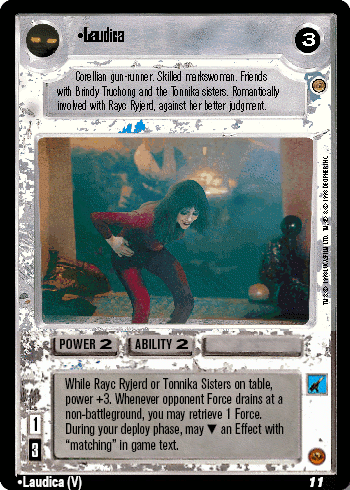 •Laudica
3
Corellian gun-runner. Skilled markswoman. Friends
with Brindy Truchong and the Tonnika sisters. Romantically
involved with Rayc Ryjerd, against her better judgment.
POWER 2 ABILITY 2
While Rayc Ryjerd or Tonnika Sisters on table,
power +3. Whenever opponent Force drains at a
non-battleground, you may retrieve 1 Force.
During your deploy phase, may ▼ an Effect with
"matching" in game text.
1
3
•Laudica (V)
11